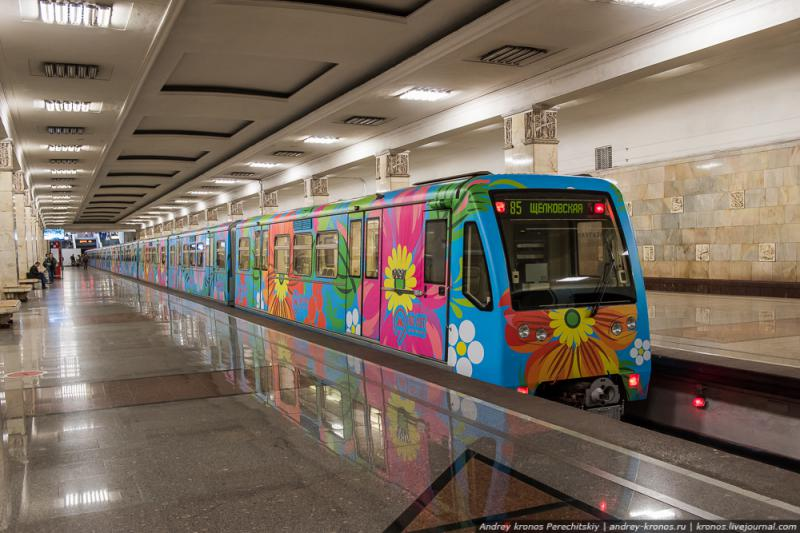 85 ЩЕЛКОВСКАЯ
Andrey kronos Perechitskiy | andrey-kronos.ru | kronos.livejournal.com